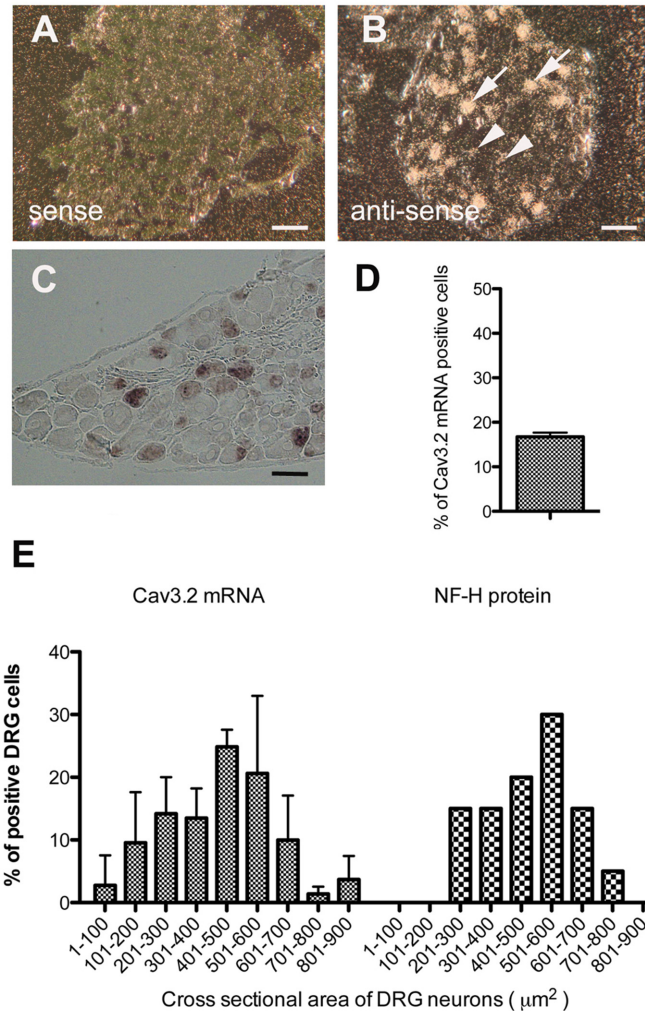 A
B
sense
anti-sense
C
D
% of Cav3.2 mRNA positive cells
50
40
30
20
10
0
E
Cav3.2 mRNA
NF-H protein
% of positive DRG cells
40
30
20
10
0
1-100
101-200
201-300
301-400
401-500
501-600
601-700
701-800
801-900
1-100
101-200
201-300
301-400
401-500
501-600
601-700
701-800
801-900
Cross sectional area of DRG neurons ( μm²)